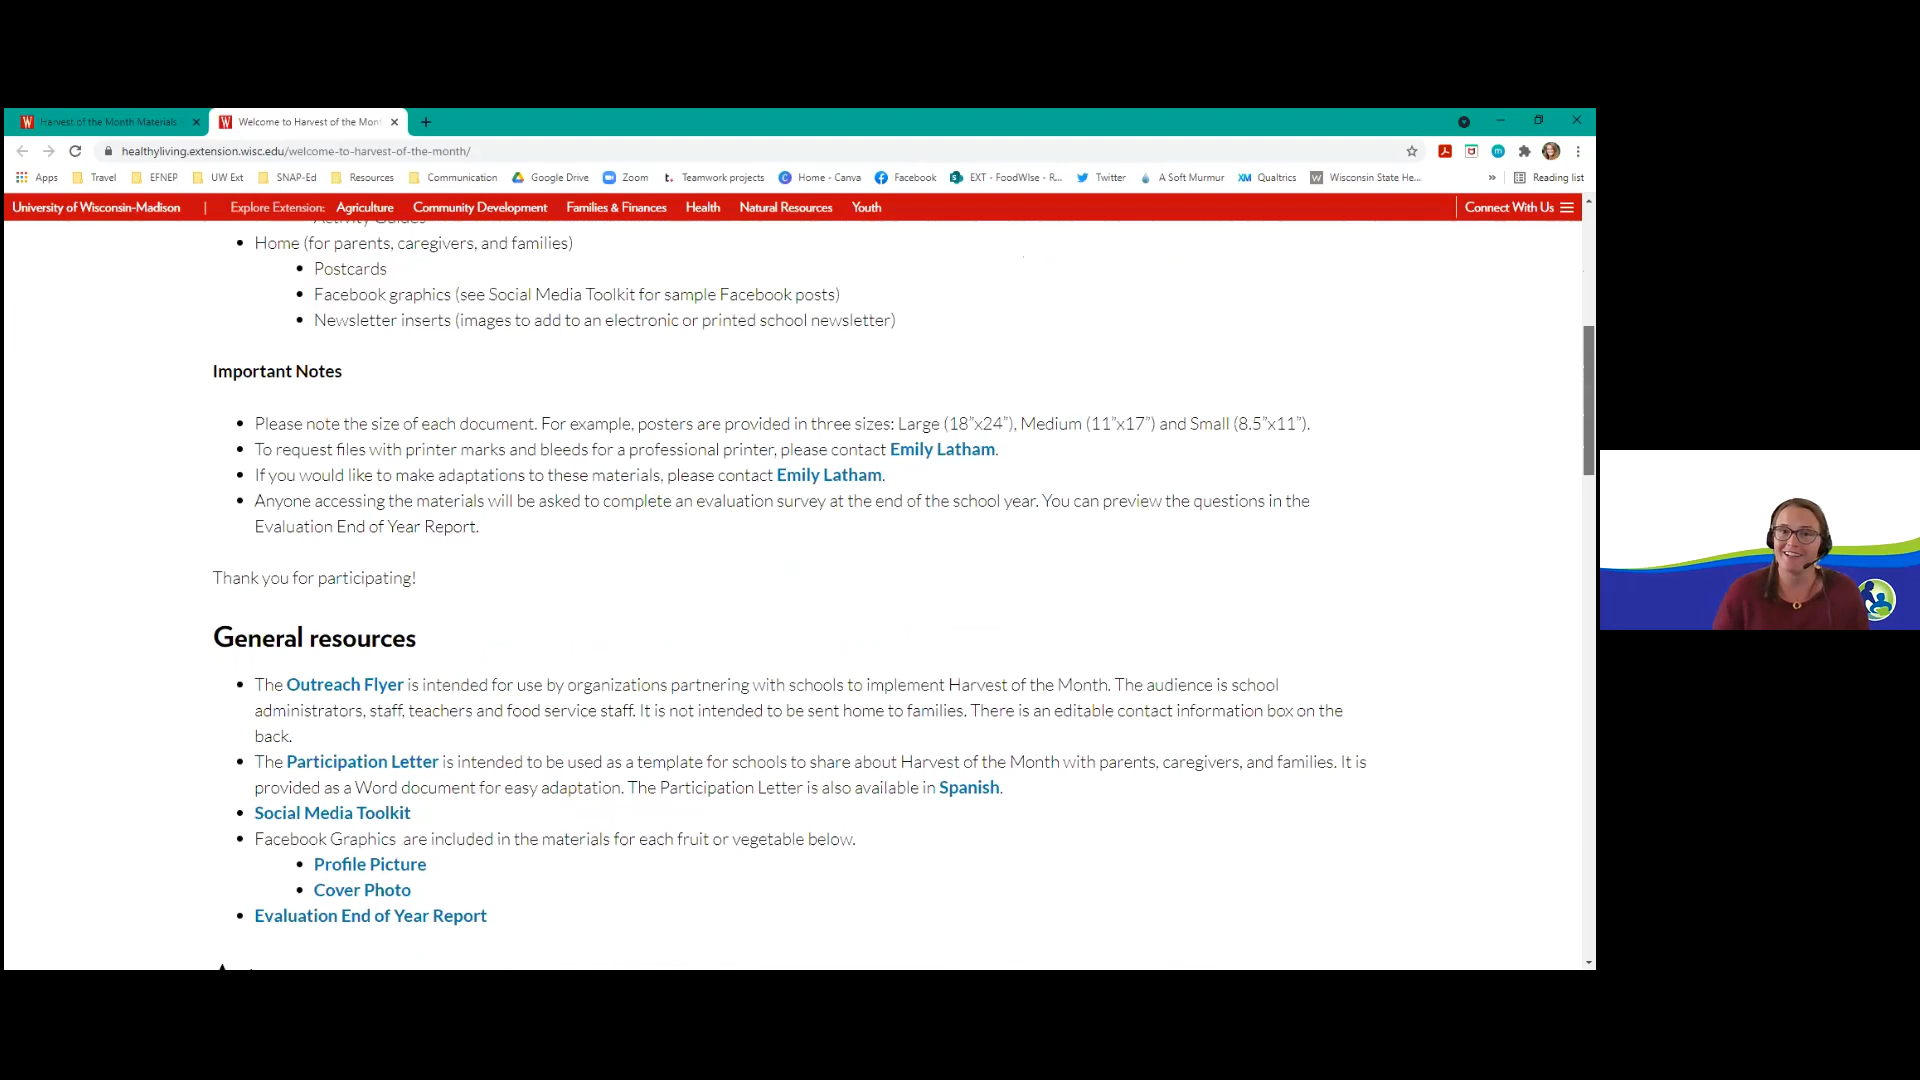 Harvest of the Month Materials
Welcome to Harvest of the Mont
healthyliving.extension.wisc.edu/welcome-to-harvest-of-the-month/
Apps Travel EFNEP UW Ext SNAP-Ed Resources Communication Google Drive Zoom Teamwork projects Home - Canva Facebook EXT - FoodWIse - R... Twitter A Soft Murmur Qualtrics Wisconsin State He... » Reading list
University of Wisconsin-Madison | Explore Extension: Agriculture Community Development Families & Finances Health Natural Resources Youth Connect With Us
Activity Guides
• Home (for parents, caregivers, and families)
• Postcards
• Facebook graphics (see Social Media Toolkit for sample Facebook posts)
• Newsletter inserts (images to add to an electronic or printed school newsletter)
Important Notes
• Please note the size of each document. For example, posters are provided in three sizes: Large (18”x24”), Medium (11”x17”) and Small (8.5”x11”).
• To request files with printer marks and bleeds for a professional printer, please contact Emily Latham.
• If you would like to make adaptations to these materials, please contact Emily Latham.
• Anyone accessing the materials will be asked to complete an evaluation survey at the end of the school year. You can preview the questions in the
Evaluation End of Year Report.
Thank you for participating!
General resources
• The Outreach Flyer is intended for use by organizations partnering with schools to implement Harvest of the Month. The audience is school
administrators, staff, teachers and food service staff. It is not intended to be sent home to families. There is an editable contact information box on the
back.
• The Participation Letter is intended to be used as a template for schools to share about Harvest of the Month with parents, caregivers, and families. It is
provided as a Word document for easy adaptation. The Participation Letter is also available in Spanish.
• Social Media Toolkit
• Facebook Graphics are included in the materials for each fruit or vegetable below.
• Profile Picture
• Cover Photo
• Evaluation End of Year Report